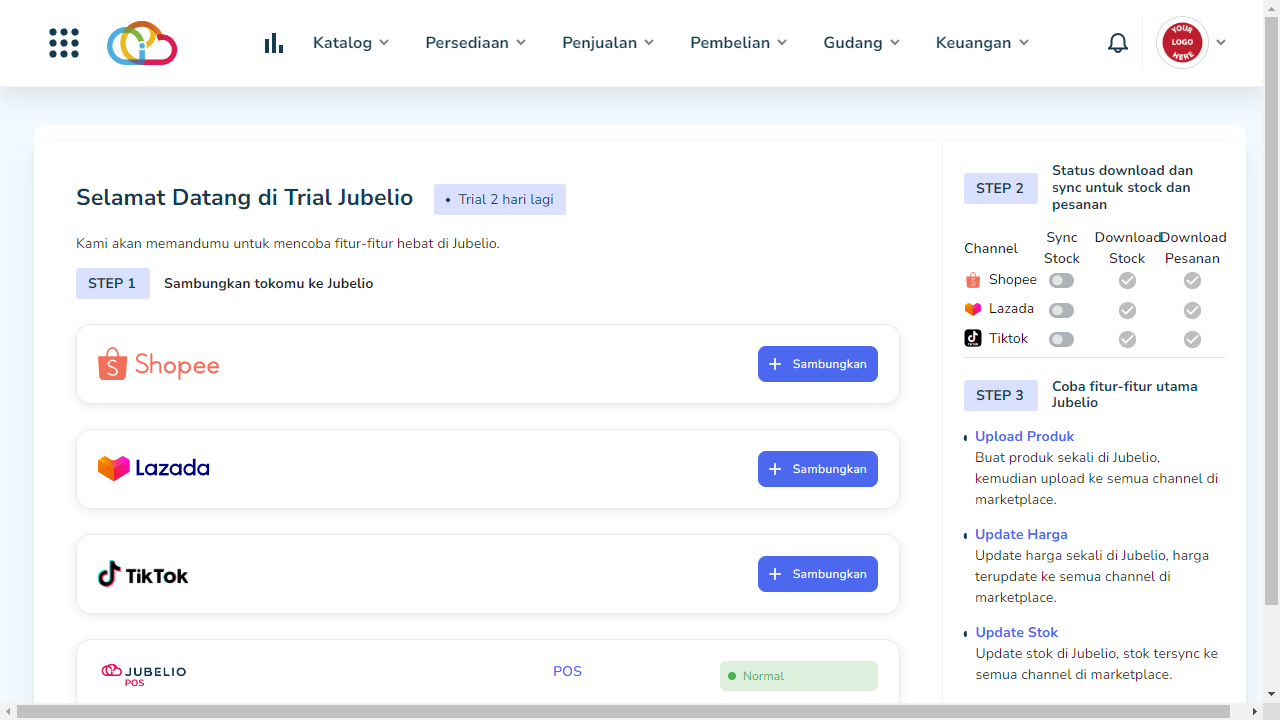 Katalog
Persediaan
Penjualan
Pembelian
Gudang
Keuangan
YOUR
LOGO
HERE
Selamat Datang di Trial Jubelio
Trial 2 hari lagi
Kami akan memandumu untuk mencoba fitur-fitur hebat di Jubelio.
STEP 1
Sambungkan tokomu ke Jubelio
Shopee
Sambungkan
Lazada
Sambungkan
TikTok
Sambungkan
JUBELIO
POS
POS
Normal
STEP 2
Status download dan
sync untuk stock dan
pesanan
Channel
Sync
Stock
Download
Stock
Download
Pesanan
Shopee
Lazada
Tiktok
STEP 3
Coba fitur-fitur utama
Jubelio
Upload Produk
Buat produk sekali di Jubelio,
kemudian upload ke semua channel di
marketplace.
Update Harga
Update harga sekali di Jubelio, harga
terupdate ke semua channel di
marketplace.
Update Stok
Update stok di Jubelio, stok tersync ke
semua channel di marketplace.